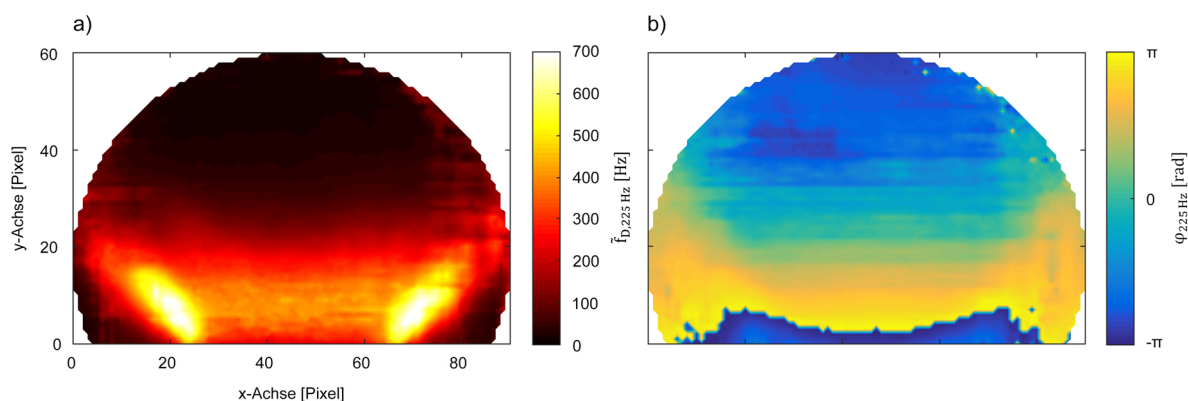 a)
b)
60
40
20
0
0
20
40
60
80
x-Achse [Pixel]
y-Achse [Pixel]
700
600
500
400
300
200
100
0
f̃D,225 Hz [Hz]
π
0
-π
φ225 Hz [rad]